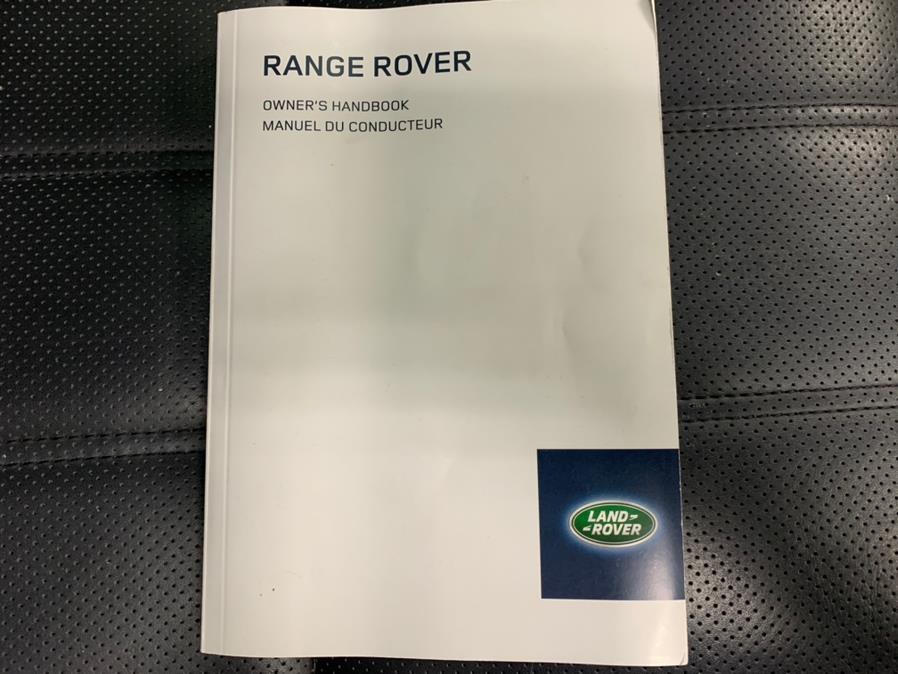 RANGE ROVER
OWNER'S HANDBOOK
MANUEL DU CONDUCTEUR
LAND
ROVER